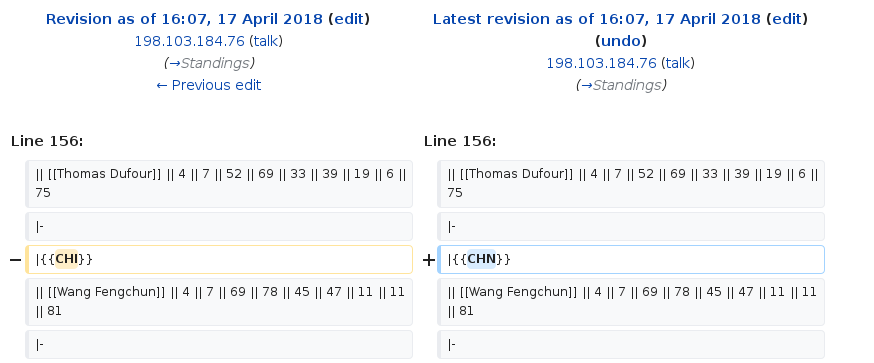 Revision as of 16:07, 17 April 2018 (edit)
198.103.184.76 (talk)
(→Standings)
← Previous edit
Latest revision as of 16:07, 17 April 2018 (edit)
(undo)
198.103.184.76 (talk)
(→Standings)
Line 156:
Line 156:
|| [[Thomas Dufour]] || 4 || 7 || 52 || 69 || 33 || 39 || 19 || 6 ||
75
|| [[Thomas Dufour]] || 4 || 7 || 52 || 69 || 33 || 39 || 19 || 6 ||
75
|-
|-
− |{{CHI}}
+ |{{CHN}}
|| [[Wang Fengchun]] || 4 || 7 || 69 || 78 || 45 || 47 || 11 || 11
|| 81
|| [[Wang Fengchun]] || 4 || 7 || 69 || 78 || 45 || 47 || 11 || 11
|| 81
|-
|-